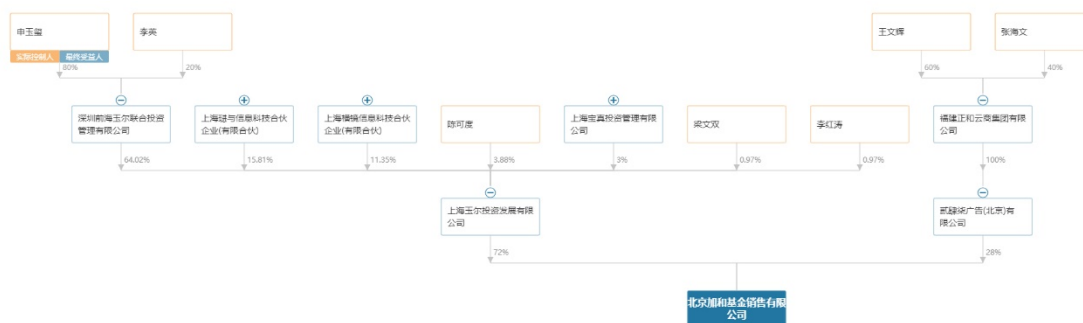 申玉玺
李英
王文辉
张海文
实际控制人
最终受益人
80%
20%
60%
40%
深圳前海玉尔联合投资
管理有限公司
上海
与信息科技合伙
企业(有限合伙)
上海横镜信息科技合伙
企业(有限合伙)
陈可度
上海宝真投资管理有限
公司
梁文双
李红涛
福建正和云商集团有限公
司
64.02%
15.81%
11.35%
3.88%
3%
0.97%
0.97%
100%
上海玉尔投资发展有限
公司
贰肆柒广告(北京)有
限公司
72%
28%
北京加和基金销售有限
公司